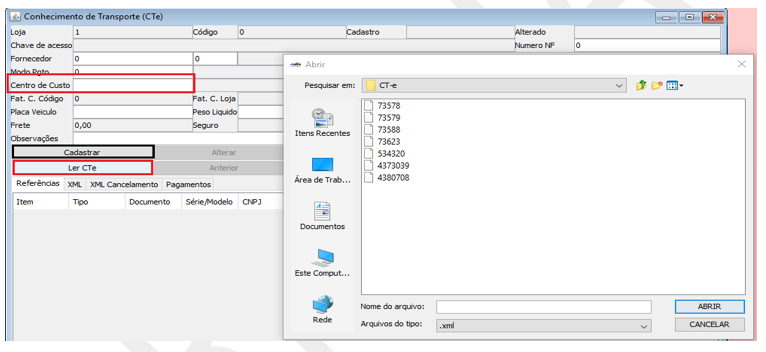 Conhecimento de Transporte (CTe)
Loja 1 Código 0 Cadastro Alterado
Chave de acesso Numero NF 0
Fornecedor 0 0
Modo Pgto 0
Centro de Custo
Fat. C. Código 0 Fat. C. Loja
Placa Veiculo Peso Liquido
Frete 0,00 Seguro
Observações
Cadastrar Alterar
Ler CTe Anterior
Referências XML XML Cancelamento Pagamentos
Item Tipo Documento Série/Modelo CNPJ
Abrir
Pesquisar em: CT-e
73578
73579
73588
73623
534320
4373039
4380708
Itens Recentes
Área de Trab...
Documentos
Este Comput...
Rede
Nome do arquivo: ABRIR
Arquivos do tipo: .xml CANCELAR